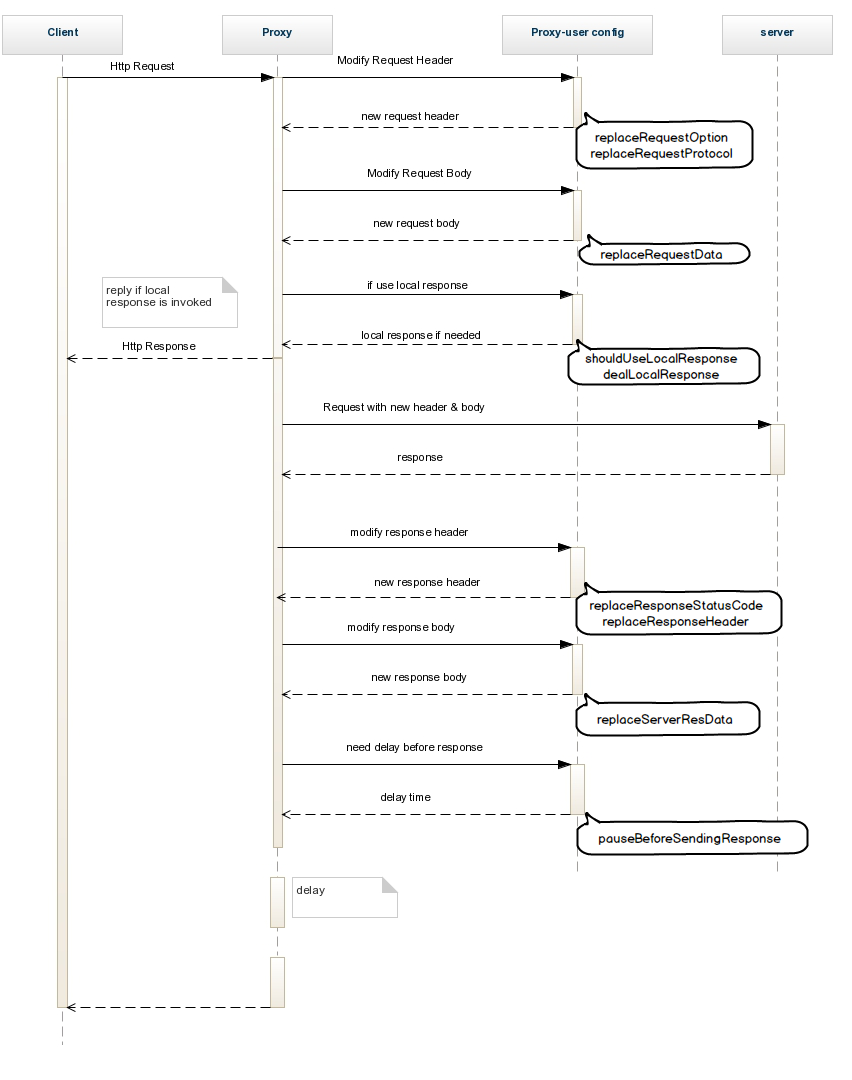 Client
Proxy
Proxy-user config
server
Http Request
Modify Request Header
new request header
replaceRequestOption
replaceRequestProtocol
Modify Request Body
new request body
replaceRequestData
reply if local
response is invoked
if use local response
local response if needed
Http Response
shouldUseLocalResponse
dealLocalResponse
Request with new header & body
response
modify response header
new response header
replaceResponseStatusCode
replaceResponseHeader
modify response body
new response body
replaceServerResData
need delay before response
delay time
pauseBeforeSendingResponse
delay